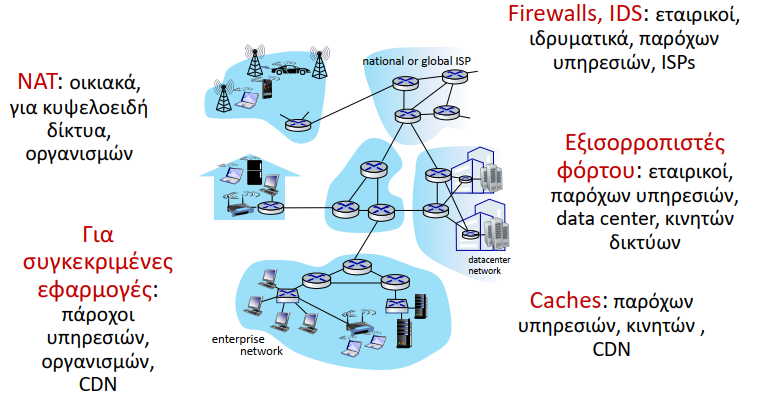 Firewalls, IDS: εταιρικοί,
ιδρυματικά, παρόχων
υπηρεσιών, ISPs
national or global ISP
NAT: οικιακά,
για κυψελοειδή
δίκτυα,
οργανισμών
Εξισορροπιστές
φόρτου: εταιρικοί,
παρόχων υπηρεσιών,
data center, κινητών
δικτύων
Για
συγκεκριμένες
εφαρμογές:
πάροχοι
υπηρεσιών,
οργανισμών,
CDN
datacenter
network
Caches: παρόχων
υπηρεσιών, κινητών ,
CDN
enterprise
network